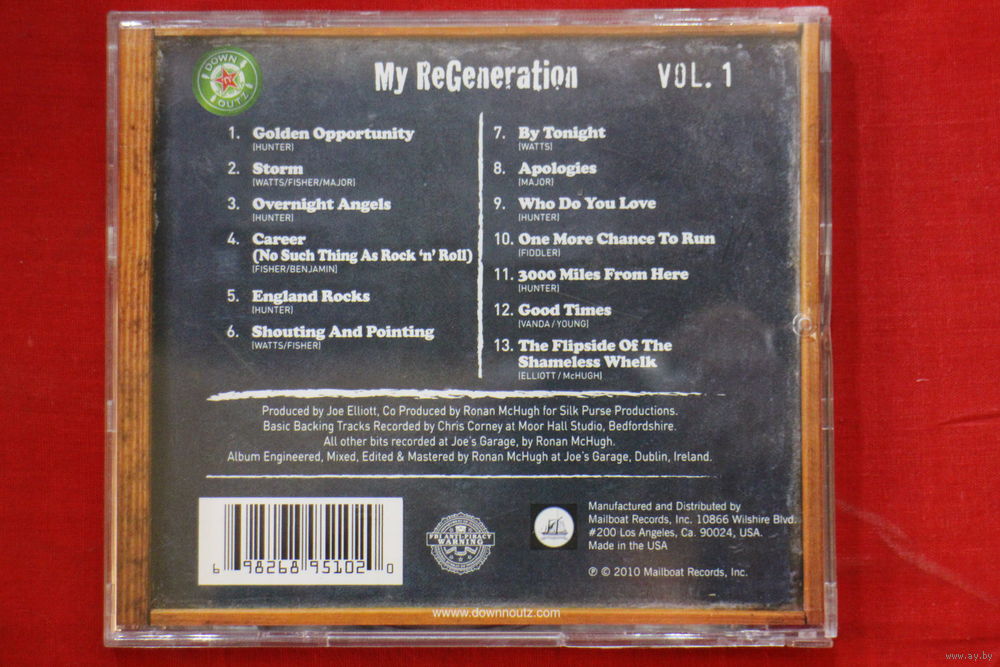 DOWN 'N' OUTZ
My ReGeneration VOL. 1
1. Golden Opportunity
[HUNTER]
2. Storm
[WATTS/FISHER/MAJOR]
3. Overnight Angels
[HUNTER]
4. Career
(No Such Thing As Rock 'n' Roll)
[FISHER/BENJAMIN]
5. England Rocks
[HUNTER]
6. Shouting And Pointing
[WATTS/FISHER]
7. By Tonight
[WATTS]
8. Apologies
[MAJOR]
9. Who Do You Love
[HUNTER]
10. One More Chance To Run
[FIDDLER]
11. 3000 Miles From Here
[HUNTER]
12. Good Times
[VANDA / YOUNG]
13. The Flipside Of The
Shameless Whelk
[ELLIOTT / McHUGH]
Produced by Joe Elliott, Co Produced by Ronan McHugh for Silk Purse Productions.
Basic Backing Tracks Recorded by Chris Corney at Moor Hall Studio, Bedfordshire.
All other bits recorded at Joe's Garage, by Ronan McHugh.
Album Engineered, Mixed, Edited & Mastered by Ronan McHugh at Joe's Garage, Dublin, Ireland.
6 98268 95102 0
FBI ANTI-PIRACY
WARNING
Manufactured and Distributed by
Mailboat Records, Inc. 10866 Wilshire Blvd.
#200 Los Angeles, Ca. 90024, USA.
Made in the USA
℗ © 2010 Mailboat Records, Inc.
www.downnoutz.com
www.ay.by